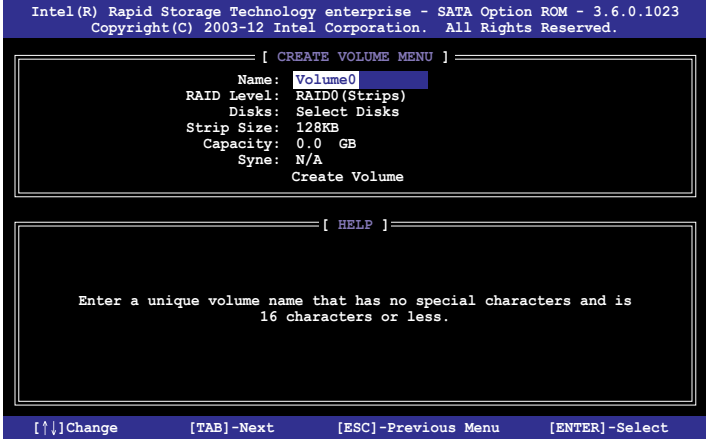 Intel(R) Rapid Storage Technology enterprise - SATA Option ROM - 3.6.0.1023
Copyright(C) 2003-12 Intel Corporation. All Rights Reserved.
[ CREATE VOLUME MENU ]
Name: Volume0
RAID Level: RAID0(Strips)
Disks: Select Disks
Strip Size: 128KB
Capacity: 0.0 GB
Syne: N/A
Create Volume
[ HELP ]
Enter a unique volume name that has no special characters and is
16 characters or less.
[↑↓]Change [TAB]-Next [ESC]-Previous Menu [ENTER]-Select